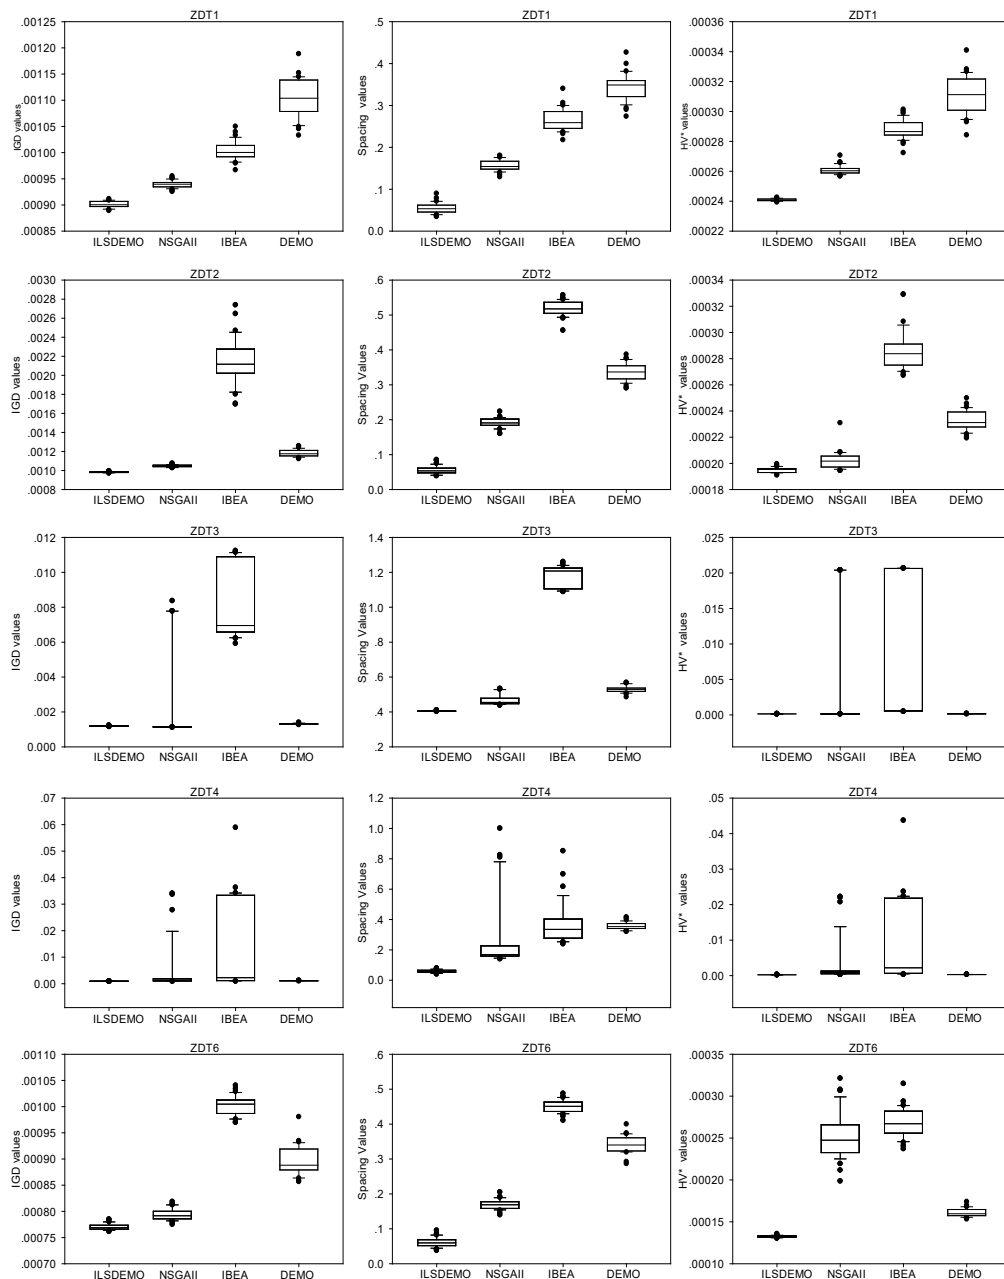 ZDT1
.00125
.00120
.00115
.00110
.00105
.00100
.00095
.00090
.00085
IGD values
ILSDEMO NSGAII IBEA DEMO
ZDT1
.5
.4
.3
.2
.1
0.0
Spacing values
ILSDEMO NSGAII IBEA DEMO
ZDT1
.00036
.00034
.00032
.00030
.00028
.00026
.00024
.00022
HV* values
ILSDEMO NSGAII IBEA DEMO
ZDT2
.0030
.0028
.0026
.0024
.0022
.0020
.0018
.0016
.0014
.0012
.0010
.0008
IGD values
ILSDEMO NSGAII IBEA DEMO
ZDT2
.6
.5
.4
.3
.2
.1
0.0
Spacing Values
ILSDEMO NSGAII IBEA DEMO
ZDT2
.00034
.00032
.00030
.00028
.00026
.00024
.00022
.00020
.00018
HV* values
ILSDEMO NSGAII IBEA DEMO
ZDT3
0.012
0.010
0.008
0.006
0.004
0.002
0.000
IGD values
ILSDEMO NSGAII IBEA DEMO
ZDT3
1.4
1.2
1.0
.8
.6
.4
.2
Spacing Values
ILSDEMO NSGAII IBEA DEMO
ZDT3
0.025
0.020
0.015
0.010
0.005
0.000
HV* values
ILSDEMO NSGAII IBEA DEMO
ZDT4
.07
.06
.05
.04
.03
.02
.01
0.00
IGD values
ILSDEMO NSGAII IBEA DEMO
ZDT4
1.2
1.0
.8
.6
.4
.2
0.0
Spacing Values
ILSDEMO NSGAII IBEA DEMO
ZDT4
.05
.04
.03
.02
.01
0.00
HV* values
ILSDEMO NSGAII IBEA DEMO
ZDT6
.00110
.00105
.00100
.00095
.00090
.00085
.00080
.00075
.00070
IGD values
ILSDEMO NSGAII IBEA DEMO
ZDT6
.6
.5
.4
.3
.2
.1
0.0
Spacing Values
ILSDEMO NSGAII IBEA DEMO
ZDT6
.00035
.00030
.00025
.00020
.00015
.00010
HV* values
ILSDEMO NSGAII IBEA DEMO